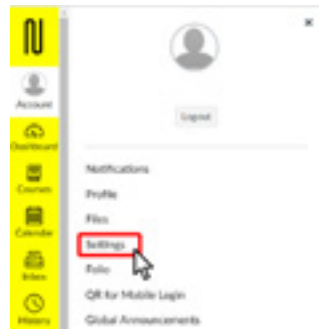 Account
Dashboard
Courses
Calendar
Inbox
History
Logout
Notifications
Profile
Files
Settings
Folio
QR for Mobile Login
Global Announcements